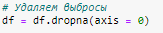 # Удаляем выбросы
df = df.dropna(axis = 0)